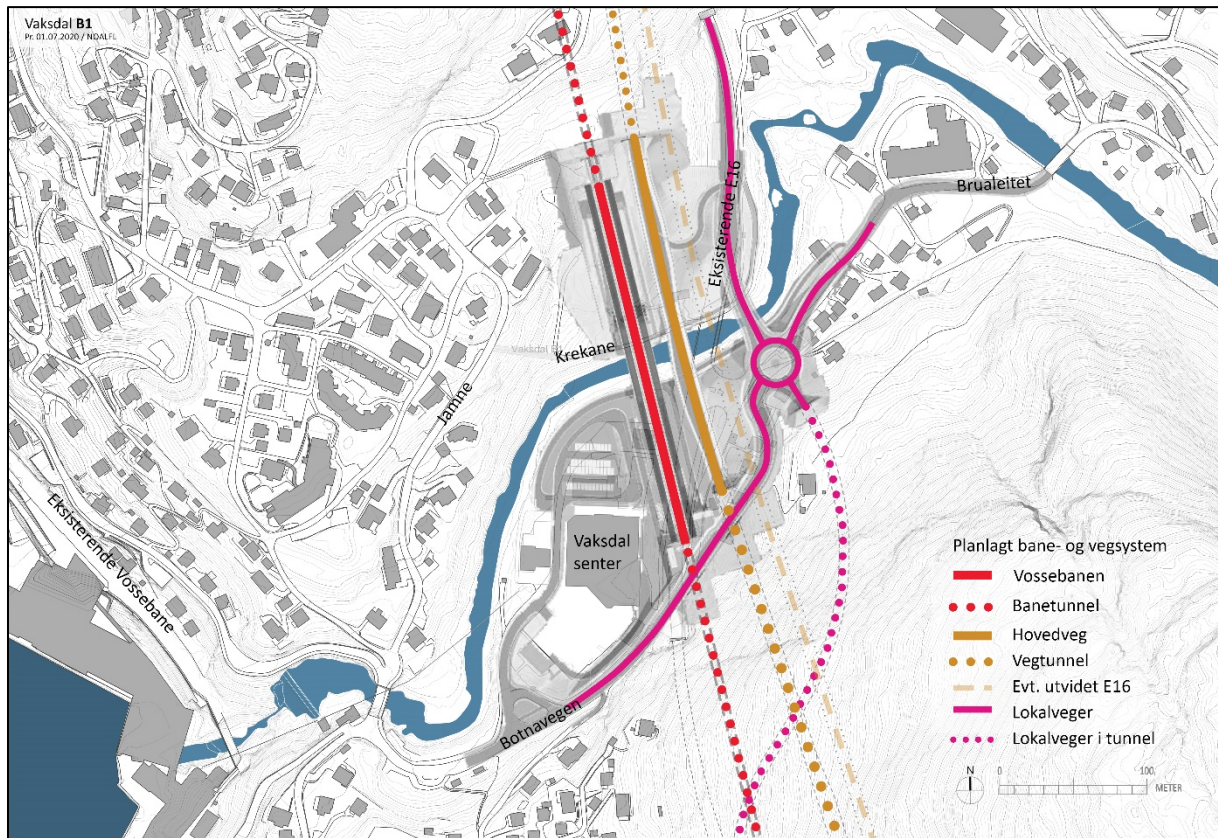 Vaksdal B1
Pr. 01.07.2020 / NDALFL
Eksisterende E16
Brualeitet
Krekane
Jamne
Eksisterende Vossebane
Vaksdal
senter
Botnavegen
Planlagt bane- og vegsystem
Vossebanen
Banetunnel
Hovedveg
Vegtunnel
Evt. utvidet E16
Lokalveger
Lokalveger i tunnel
N
0 100
METER